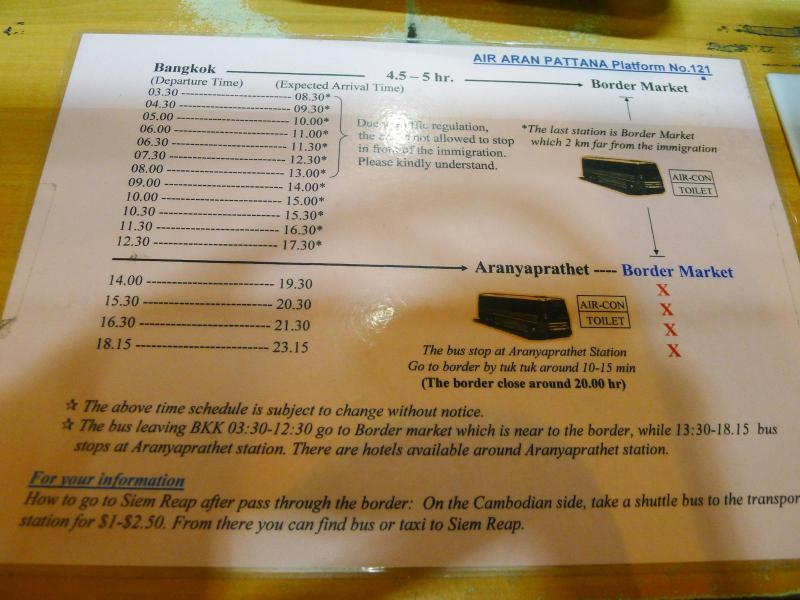 AIR ARAN PATTANA Platform No.121
Bangkok 4.5 – 5 hr. Border Market
(Departure Time) (Expected Arrival Time)
03.30 ---------------------------- 08.30*
04.30 ---------------------------- 09.30*
05.00 ---------------------------- 10.00*
06.00 ---------------------------- 11.00*
06.30 ---------------------------- 11.30*
07.30 ---------------------------- 12.30*
08.00 ---------------------------- 13.00*
09.00 ---------------------------- 14.00*
10.00 ---------------------------- 15.00*
10.30 ---------------------------- 15.30*
11.30 ---------------------------- 16.30*
12.30 ---------------------------- 17.30*
Due regulation,
the not allowed to stop
in front of the immigration.
Please kindly understand.
*The last station is Border Market
which 2 km far from the immigration
AIR-CON
TOILET
Aranyaprathet ---- Border Market
14.00 ---------------------------- 19.30
15.30 ---------------------------- 20.30
16.30 ---------------------------- 21.30
18.15 ---------------------------- 23.15
X
X
X
X
AIR-CON
TOILET
The bus stop at Aranyaprathet Station
Go to border by tuk tuk around 10-15 min
(The border close around 20.00 hr)
☆ The above time schedule is subject to change without notice.
☆ The bus leaving BKK 03:30-12:30 go to Border market which is near to the border, while 13:30-18.15 bus
stops at Aranyaprathet station. There are hotels available around Aranyaprathet station.
For your information
How to go to Siem Reap after pass through the border: On the Cambodian side, take a shuttle bus to the transpor
station for $1-$2.50. From there you can find bus or taxi to Siem Reap.